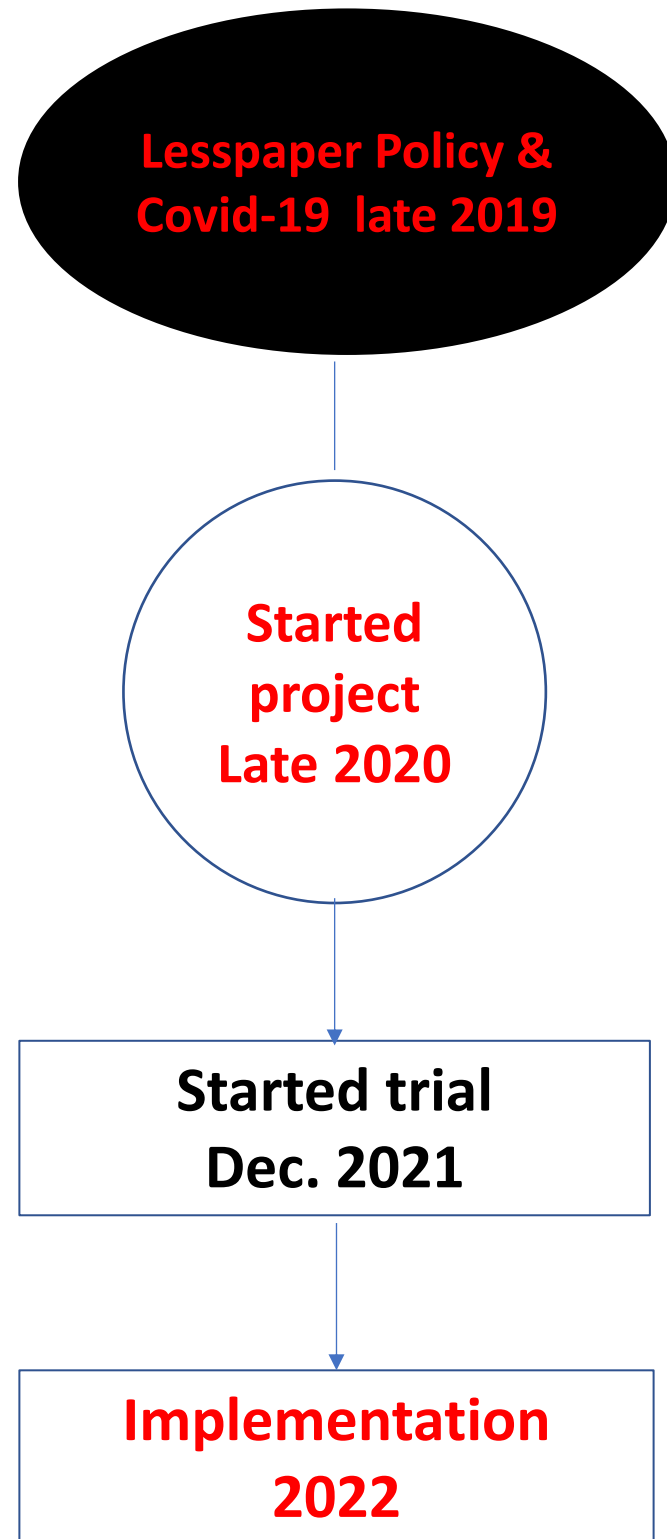 Lesspaper Policy &
Covid-19  late 2019
Started
project
Late 2020
Started trial
Dec. 2021
Implementation
2022